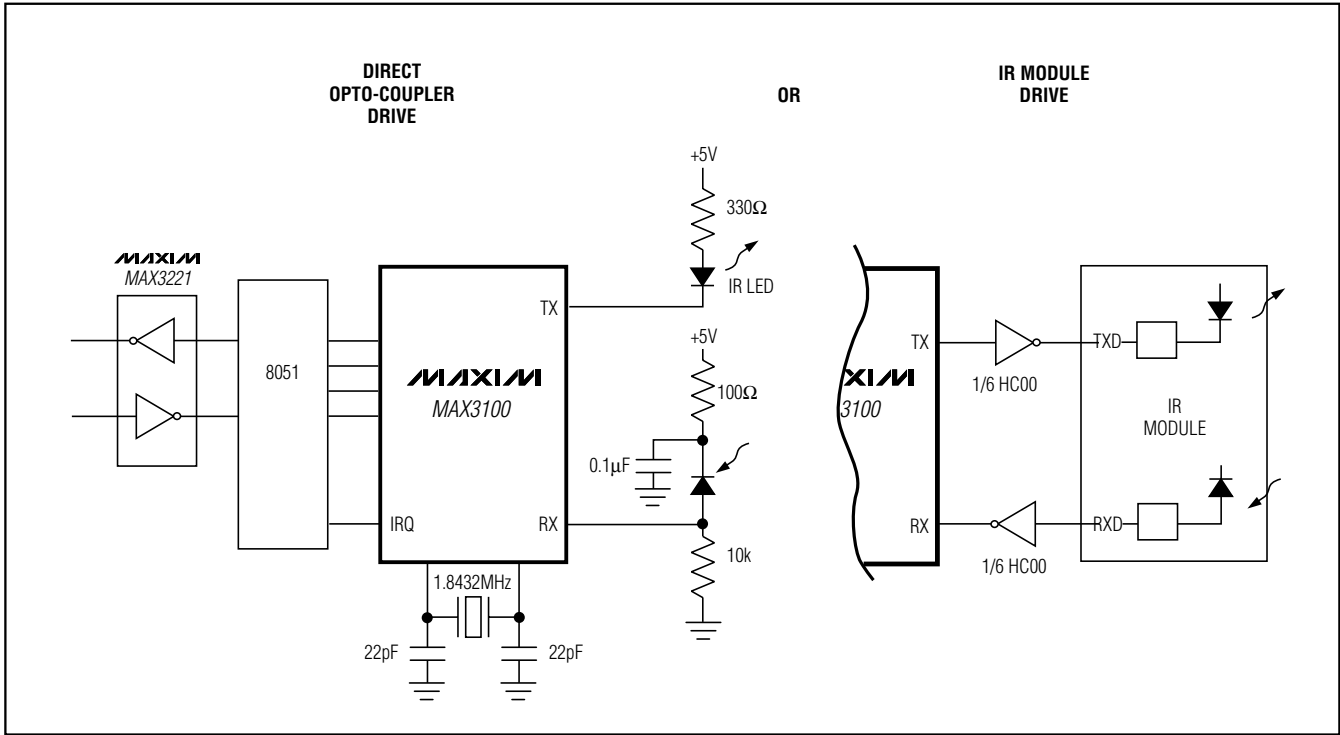 DIRECT
OPTO-COUPLER
DRIVE
OR
IR MODULE
DRIVE
+5V
330Ω
IR LED
MAXIM
MAX3221
8051
TX
MAXIM
MAX3100
IRQ
RX
+5V
100Ω
0.1µF
10k
1.8432MHz
22pF
22pF
XIM
3100
TX
RX
1/6 HC00
1/6 HC00
TXD
RXD
IR
MODULE